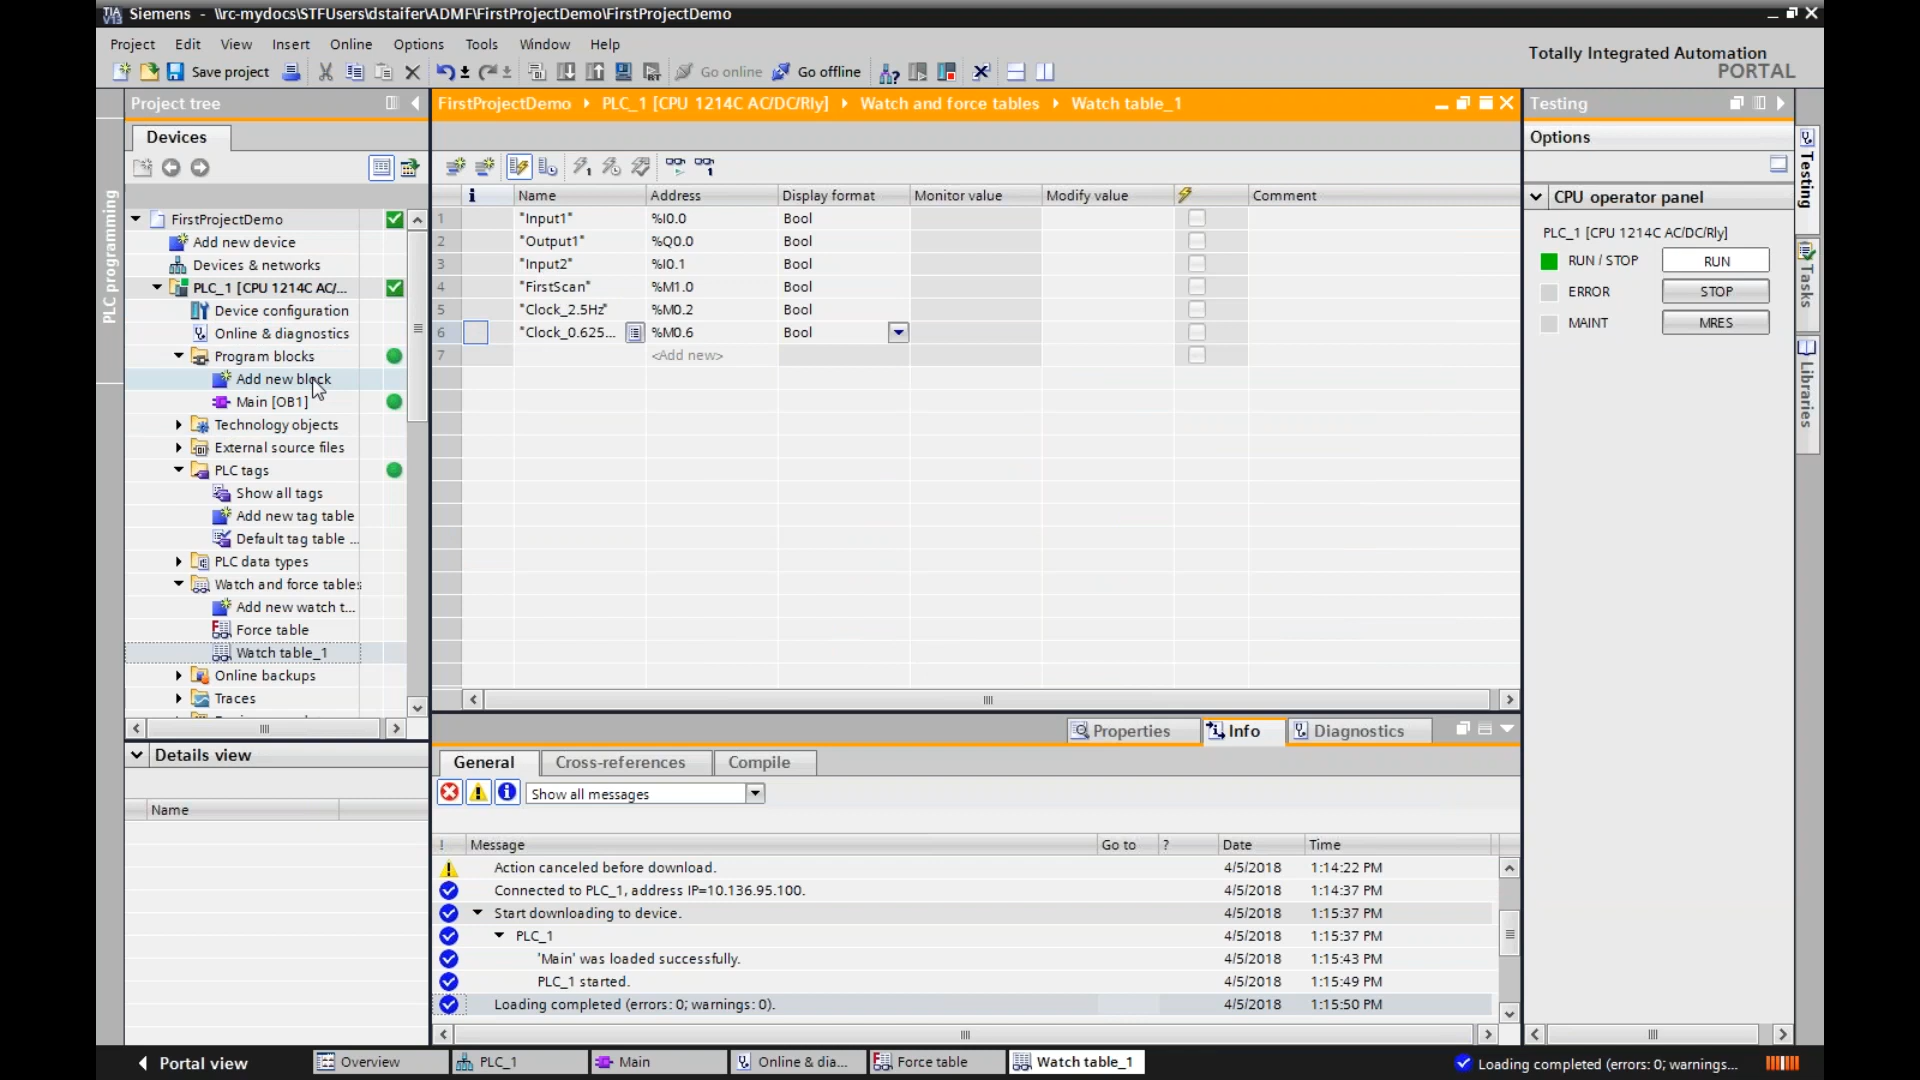 TIA V13 Siemens - \\rc-mydocs\STFUsers\dstaifer\ADMF\FirstProjectDemo\FirstProjectDemo
Project Edit View Insert Online Options Tools Window Help
Totally Integrated Automation
PORTAL
Save project Go online Go offline
Project tree
FirstProjectDemo PLC_1 [CPU 1214C AC/DC/Rly] Watch and force tables Watch table_1
Testing
Devices
Options
PLC programming
i Name Address Display format Monitor value Modify value Comment
1 "Input1" %I0.0 Bool
2 "Output1" %Q0.0 Bool
3 "Input2" %I0.1 Bool
4 "FirstScan" %M1.0 Bool
5 "Clock_2.5Hz" %M0.2 Bool
6 "Clock_0.625... %M0.6 Bool
7 <Add new>
FirstProjectDemo
Add new device
Devices & networks
PLC_1 [CPU 1214C AC/...
Device configuration
Online & diagnostics
Program blocks
Add new block
Main [OB1]
Technology objects
External source files
PLC tags
Show all tags
Add new tag table
Default tag table ...
PLC data types
Watch and force tables
Add new watch t...
Force table
Watch table_1
Online backups
Traces
CPU operator panel
PLC_1 [CPU 1214C AC/DC/Rly]
RUN / STOP RUN
ERROR STOP
MAINT MRES
Testing
Tasks
Libraries
Details view
Name
Properties Info Diagnostics
General Cross-references Compile
Show all messages
! Message Go to ? Date Time
Action canceled before download. 4/5/2018 1:14:22 PM
Connected to PLC_1, address IP=10.136.95.100. 4/5/2018 1:14:37 PM
Start downloading to device. 4/5/2018 1:15:37 PM
PLC_1 4/5/2018 1:15:37 PM
'Main' was loaded successfully. 4/5/2018 1:15:43 PM
PLC_1 started. 4/5/2018 1:15:49 PM
Loading completed (errors: 0; warnings: 0). 4/5/2018 1:15:50 PM
Portal view Overview PLC_1 Main Online & dia... Force table Watch table_1 Loading completed (errors: 0; warnings...